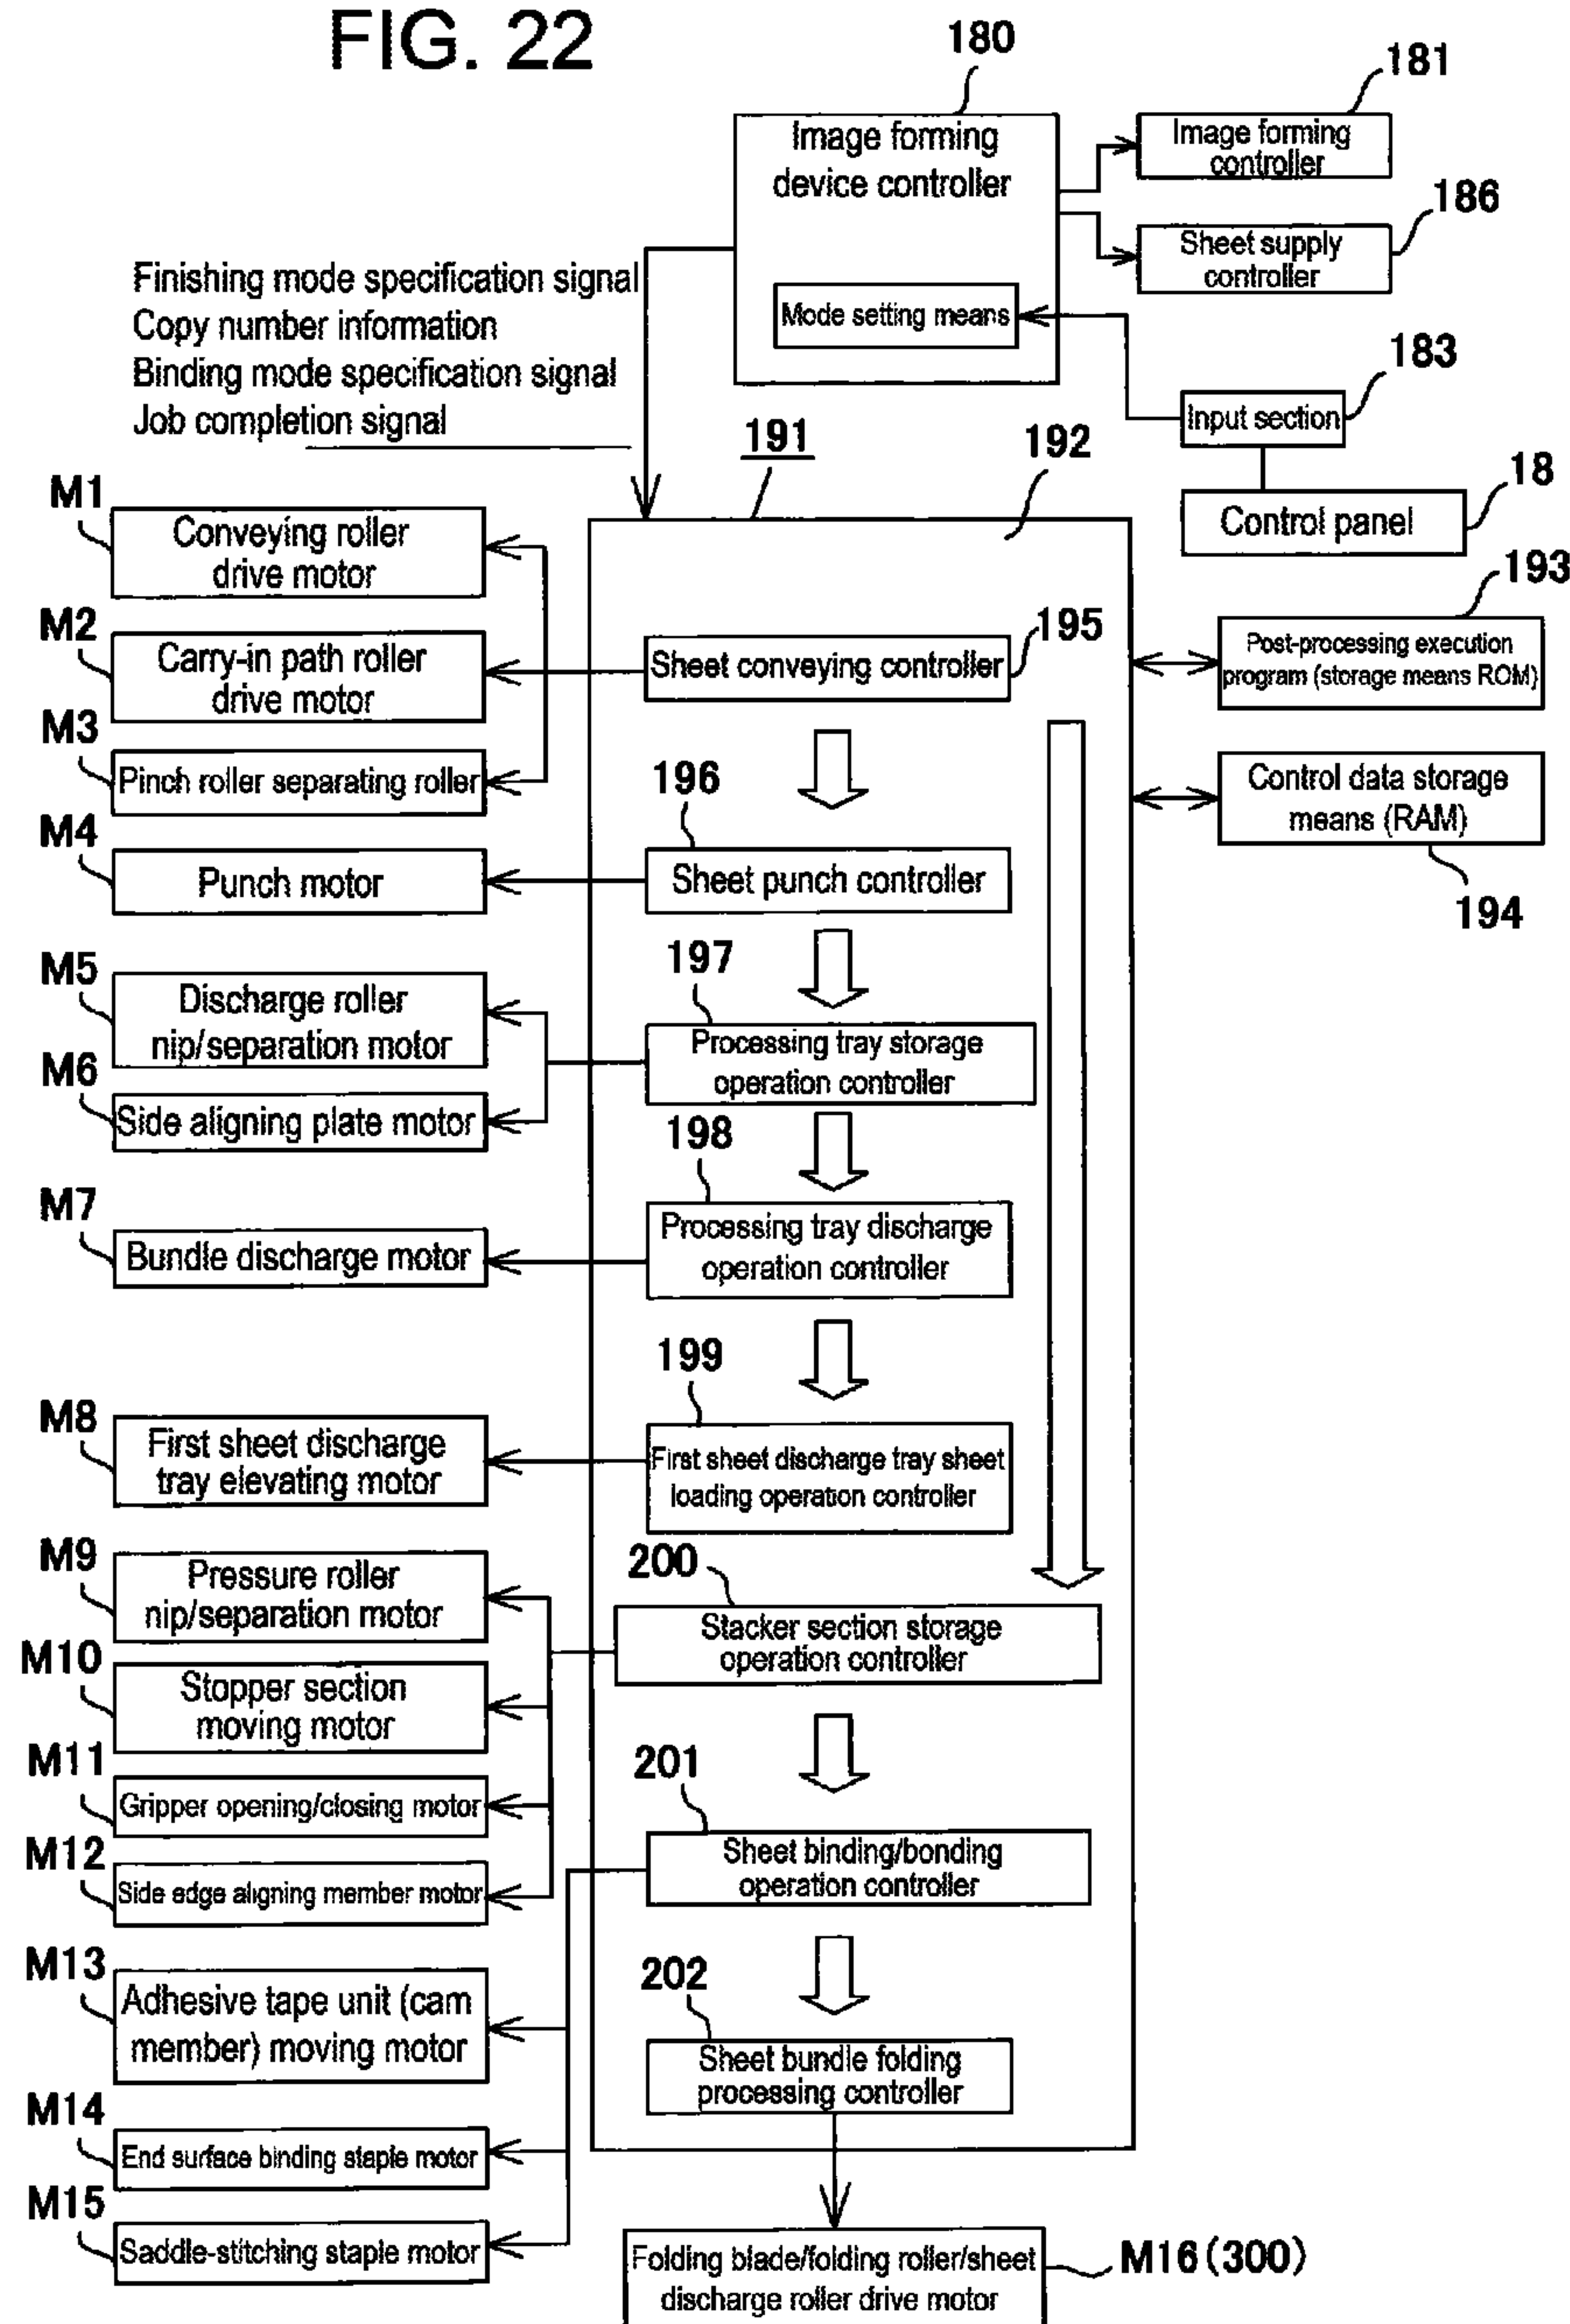 FIG. 22
180
181
Image forming
device controller
Image forming
controller
186
Sheet supply
controller
Finishing mode specification signal
Copy number information
Binding mode specification signal
Job completion signal
Mode setting means
183
Input section
18
Control panel
191
192
193
Post-processing execution
program (storage means ROM)
Control data storage
means (RAM)
194
M1
Conveying roller
drive motor
M2
Carry-in path roller
drive motor
195
Sheet conveying controller
M3
Pinch roller separating roller
196
M4
Punch motor
Sheet punch controller
197
M5
Discharge roller
nip/separation motor
Processing tray storage
operation controller
M6
Side aligning plate motor
198
M7
Bundle discharge motor
Processing tray discharge
operation controller
199
M8
First sheet discharge
tray elevating motor
First sheet discharge tray sheet
loading operation controller
200
M9
Pressure roller
nip/separation motor
Stacker section storage
operation controller
M10
Stopper section
moving motor
201
M11
Gripper opening/closing motor
M12
Side edge aligning member motor
Sheet binding/bonding
operation controller
202
M13
Adhesive tape unit (cam
member) moving motor
Sheet bundle folding
processing controller
M14
End surface binding staple motor
M15
Saddle-stitching staple motor
Folding blade/folding roller/sheet
discharge roller drive motor
M16(300)